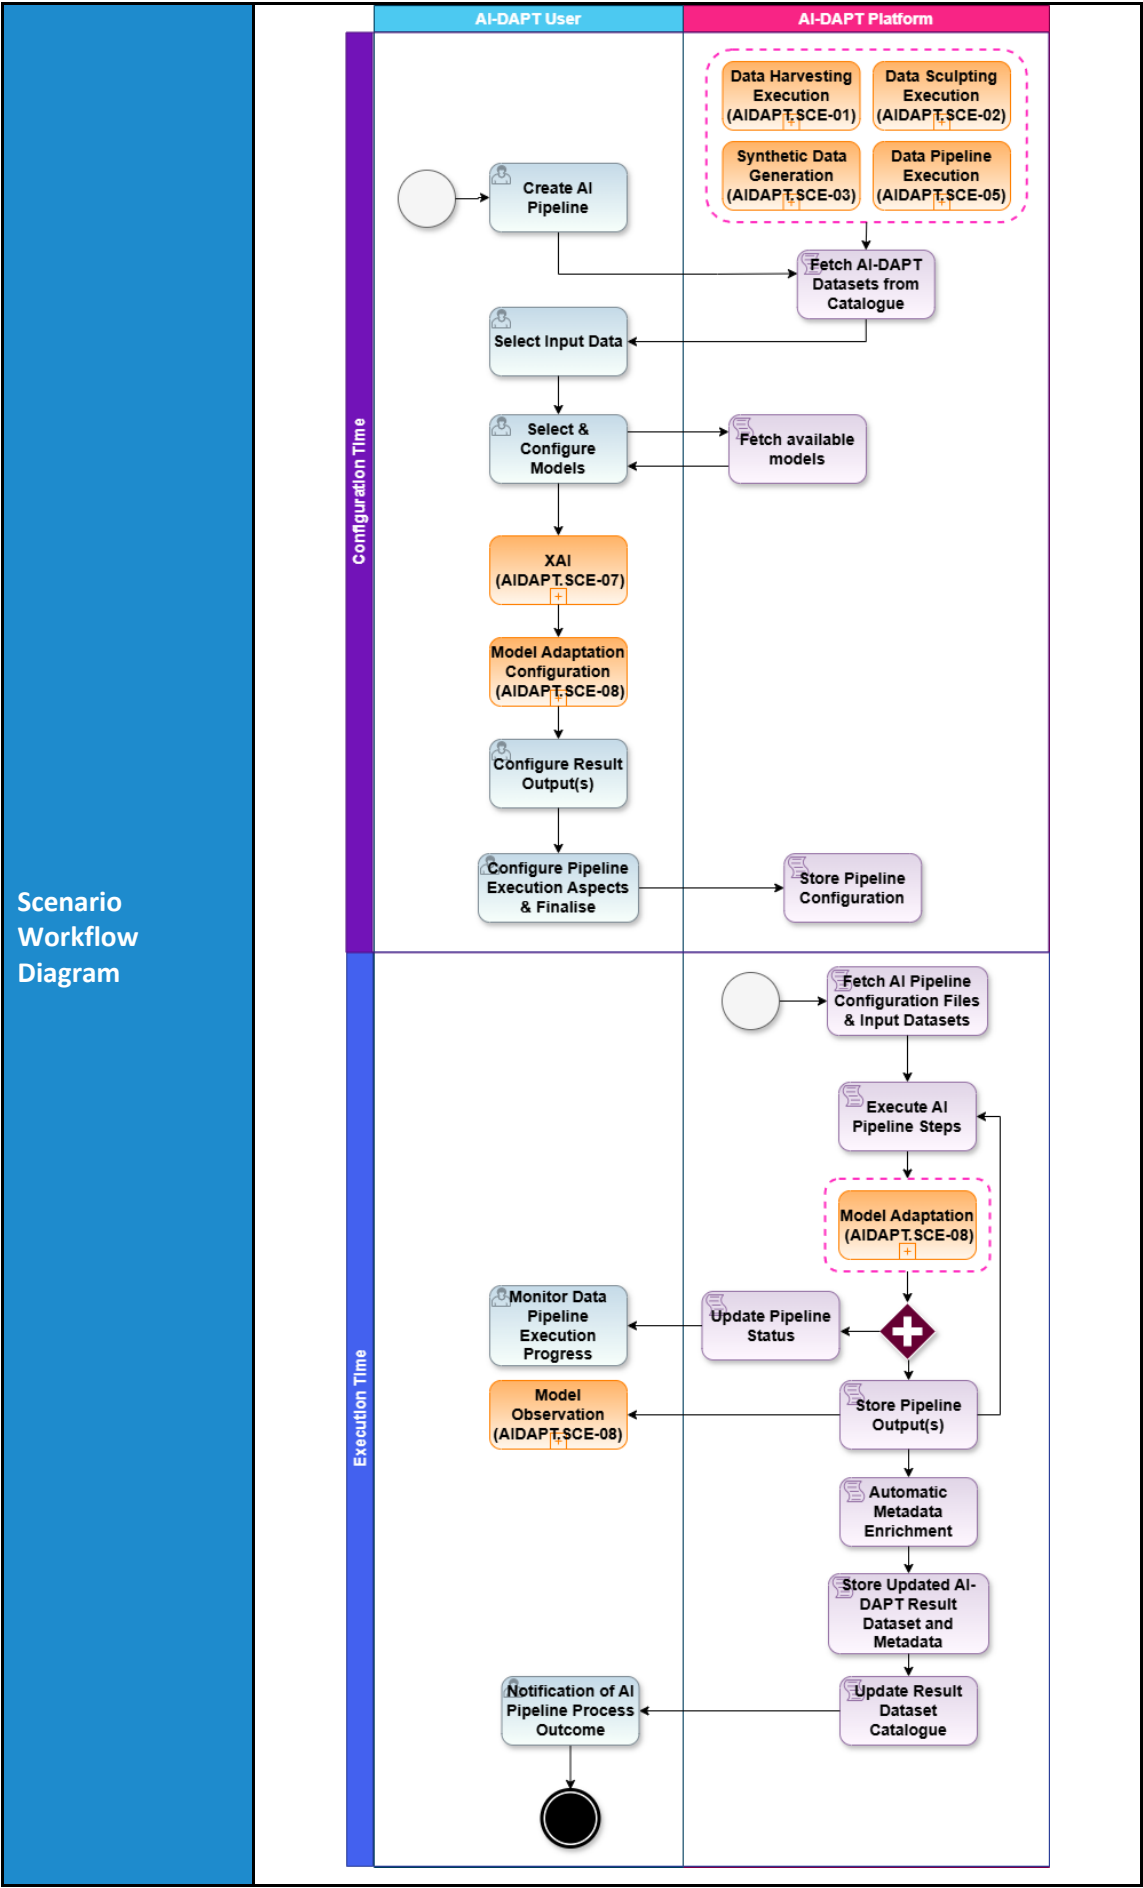 Scenario
Workflow
Diagram
AI-DAPT User
AI-DAPT Platform
Configuration Time
Data Harvesting
Execution
(AIDAPT.SCE-01)
Data Sculpting
Execution
(AIDAPT.SCE-02)
Synthetic Data
Generation
(AIDAPT.SCE-03)
Data Pipeline
Execution
(AIDAPT.SCE-05)
Create AI
Pipeline
Fetch AI-DAPT
Datasets from
Catalogue
Select Input Data
Select &
Configure
Models
Fetch available
models
XAI
(AIDAPT.SCE-07)
Model Adaptation
Configuration
(AIDAPT.SCE-08)
Configure Result
Output(s)
Configure Pipeline
Execution Aspects
& Finalise
Store Pipeline
Configuration
Execution Time
Fetch AI Pipeline
Configuration Files
& Input Datasets
Execute AI
Pipeline Steps
Model Adaptation
(AIDAPT.SCE-08)
Monitor Data
Pipeline
Execution
Progress
Update Pipeline
Status
Model
Observation
(AIDAPT.SCE-08)
Store Pipeline
Output(s)
Automatic
Metadata
Enrichment
Store Updated AI-
DAPT Result
Dataset and
Metadata
Notification of AI
Pipeline Process
Outcome
Update Result
Dataset
Catalogue